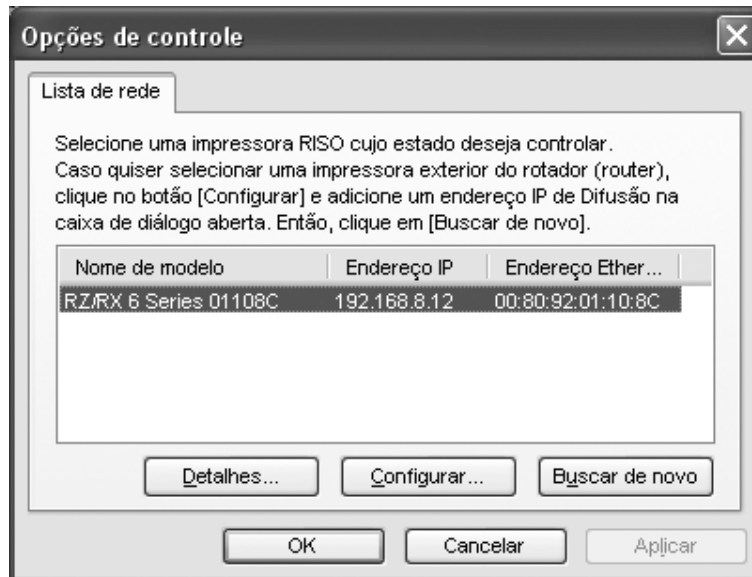 Opções de controle
Lista de rede
Selecione uma impressora RISO cujo estado deseja controlar.
Caso quiser selecionar uma impressora exterior do rotador (router),
clique no botão [Configurar] e adicione um endereço IP de Difusão na
caixa de diálogo aberta. Então, clique em [Buscar de novo].
Nome de modelo Endereço IP Endereço Ether...
RZ/RX 6 Series 01108C 192.168.8.12 00:80:92:01:10:8C
Detalhes... Configurar... Buscar de novo
OK Cancelar Aplicar